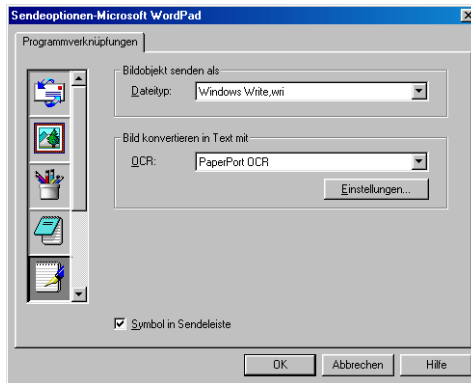 Sendeoptionen-Microsoft WordPad
Programmverknüpfungen
Bildobjekt senden als
Dateityp: Windows Write,wri
Bild konvertieren in Text mit
OCR: PaperPort OCR
Einstellungen...
Symbol in Sendeleiste
OK Abbrechen Hilfe